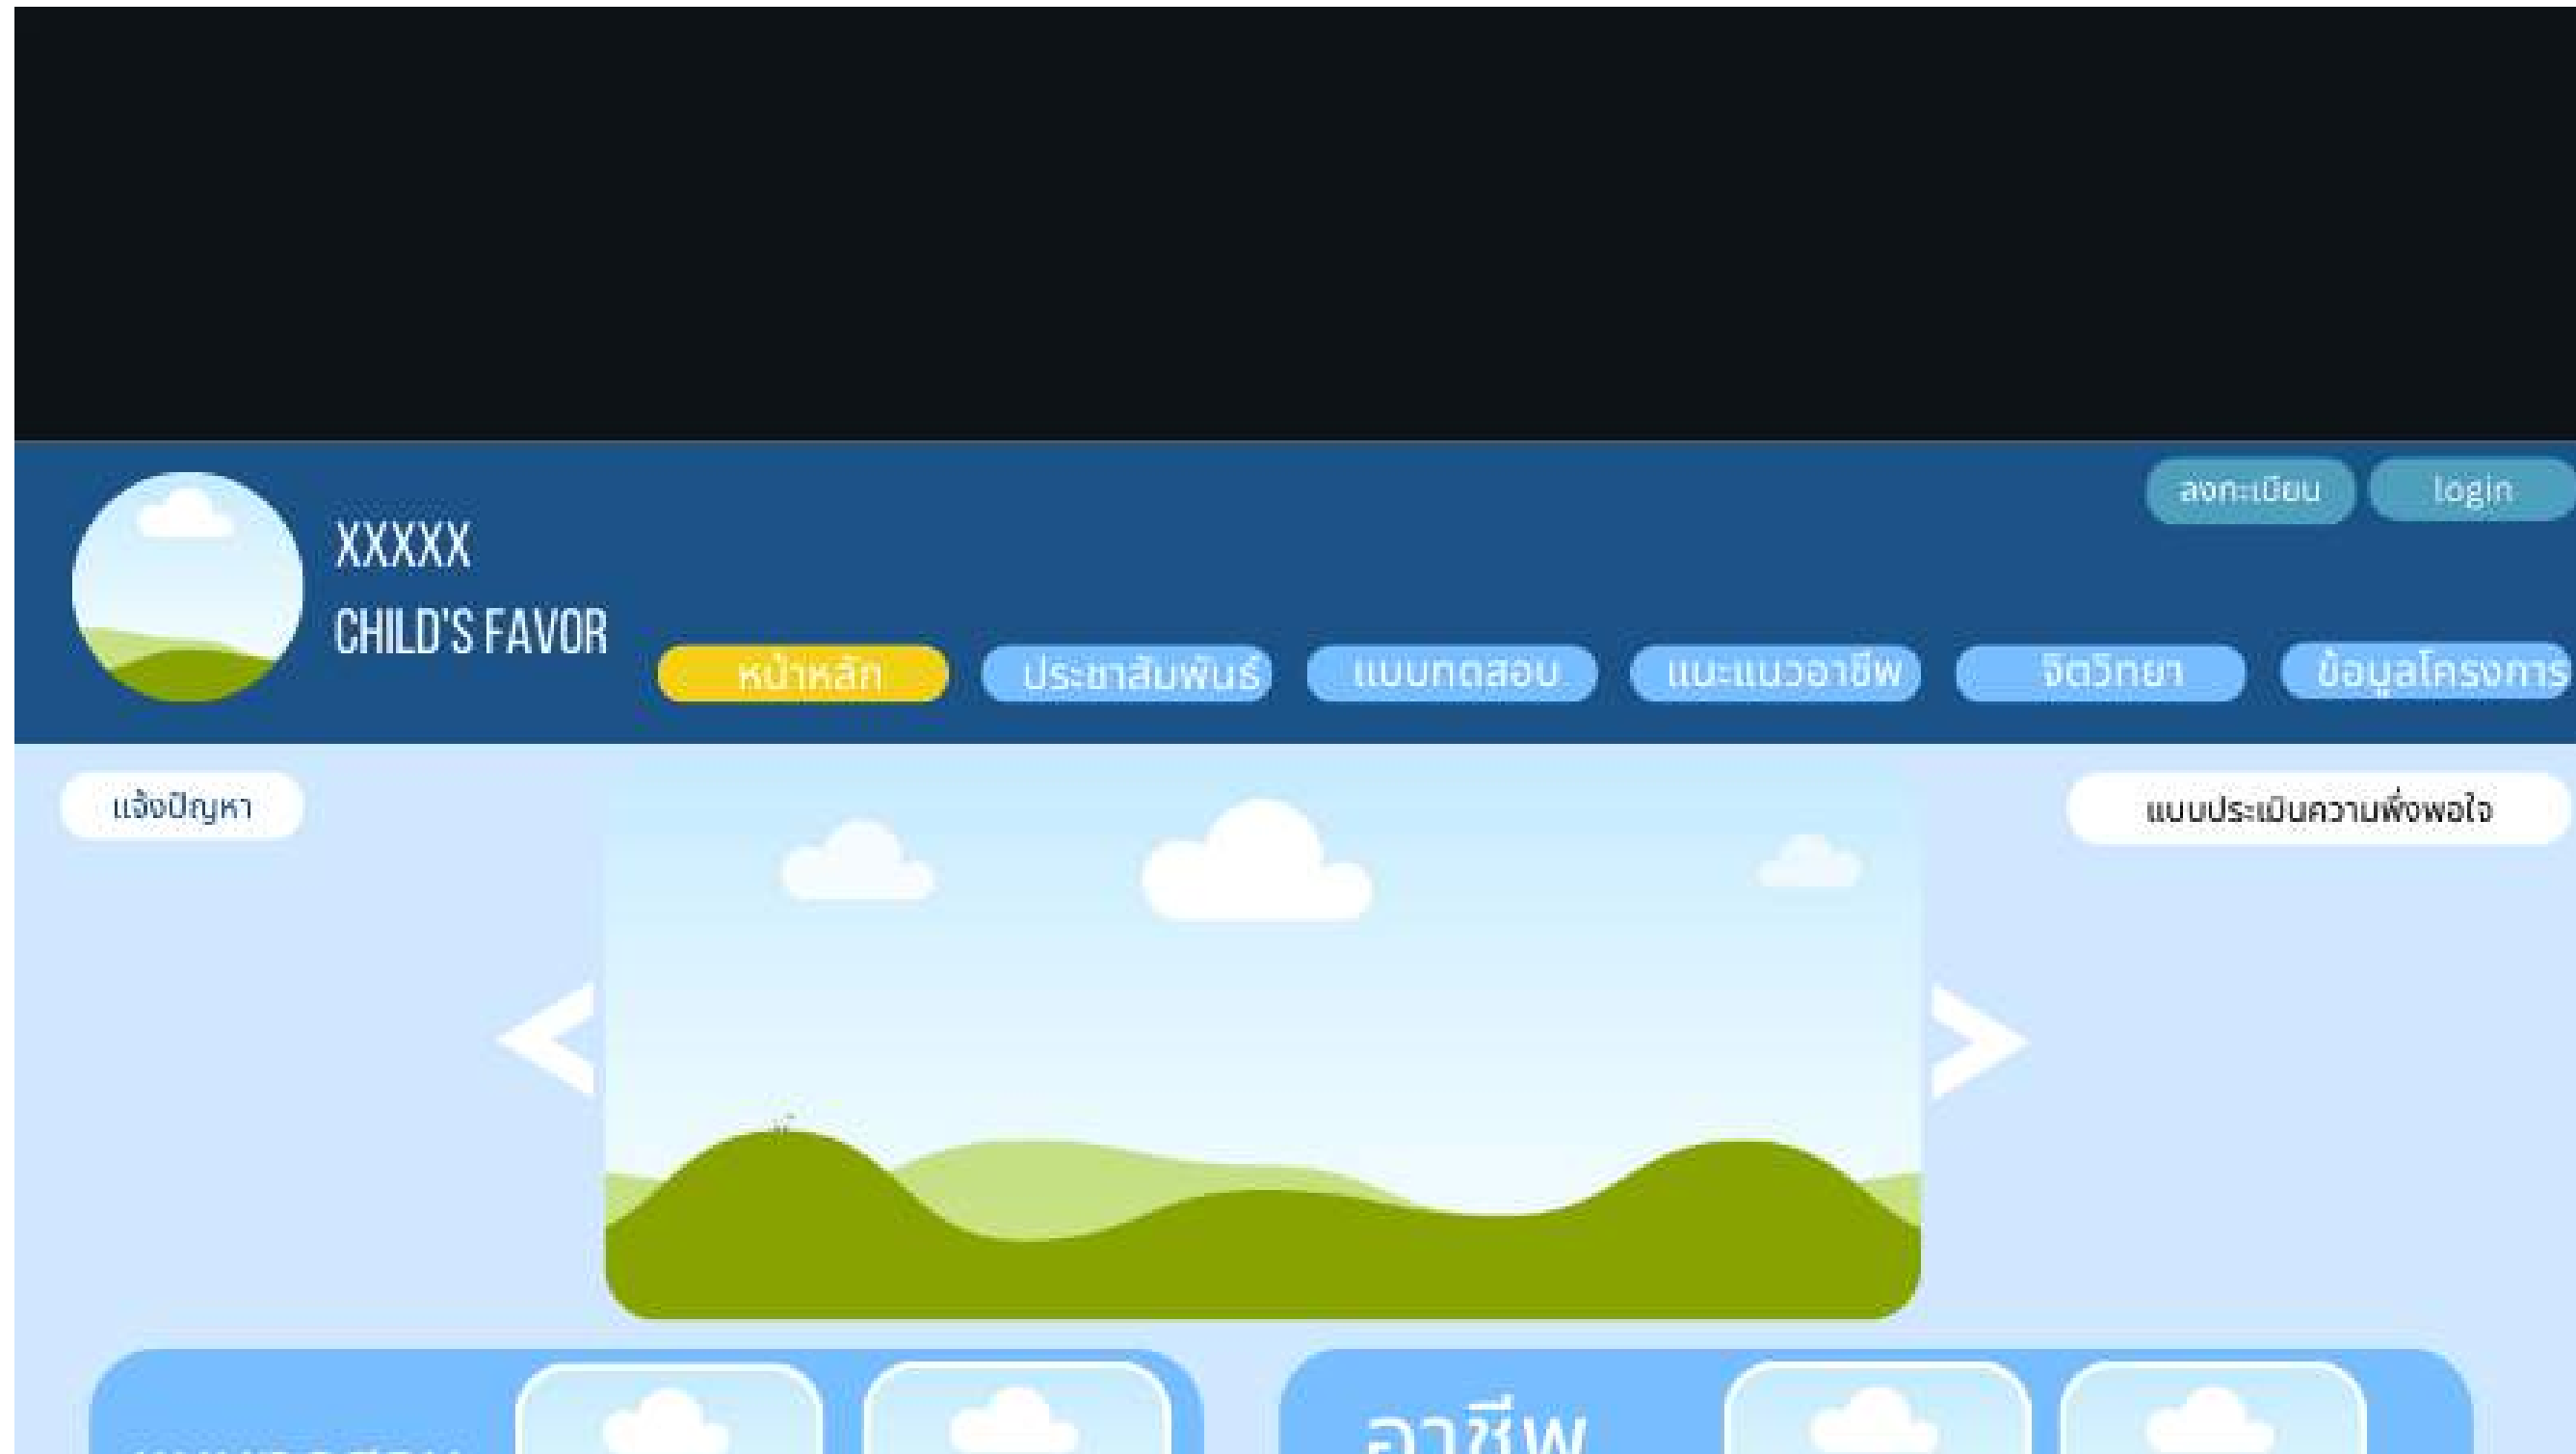 ลงทะเบียน login
XXXXX
CHILD'S FAVOR
หน้าหลัก ประชาสัมพันธ์ แบบทดสอบ แนะแนวอาชีพ จิตวิทยา ข้อมูลโครงการ
แจ้งปัญหา แบบประเมินความพึ่งพอใจ
< >
อาชีพ